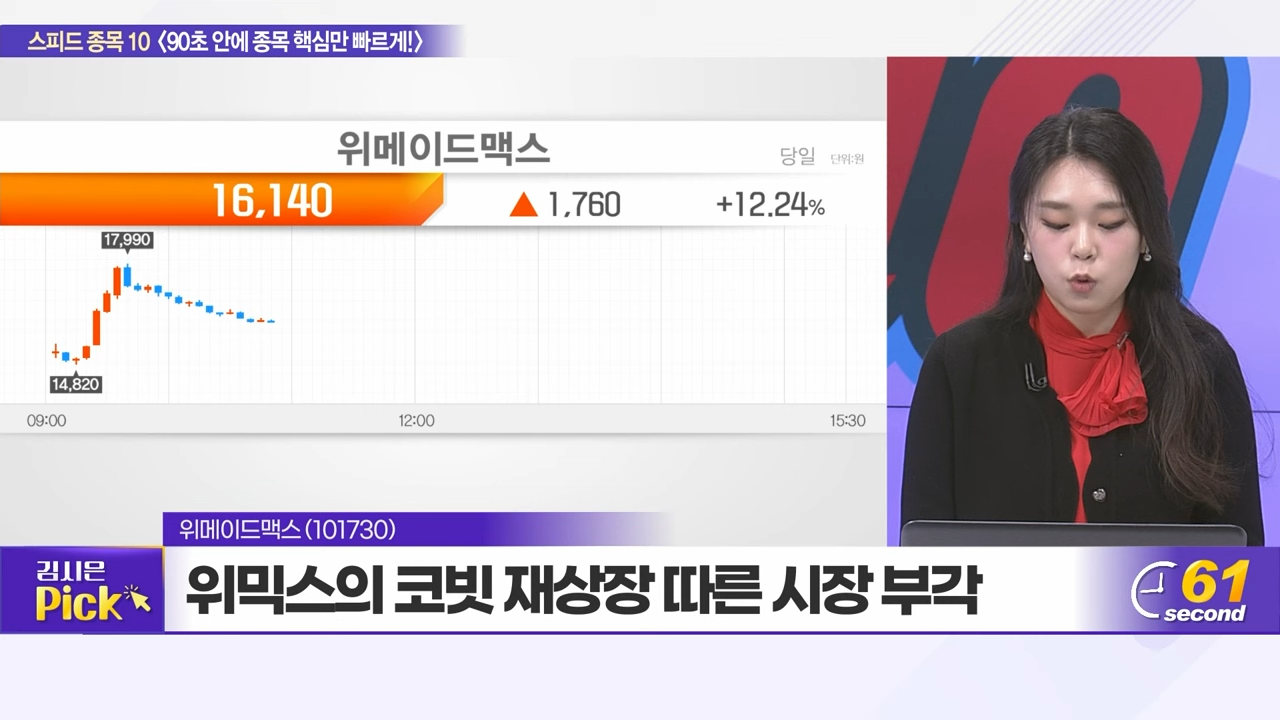 스피드 종목 10 〈90초 안에 종목 핵심만 빠르게!〉
위메이드맥스
당일 단위:원
16,140 ▲ 1,760 +12.24%
17,990
14,820
09:00 12:00 15:30
위메이드맥스 (101730)
김시은
Pick
위믹스의 코빗 재상장 따른 시장 부각
61
second